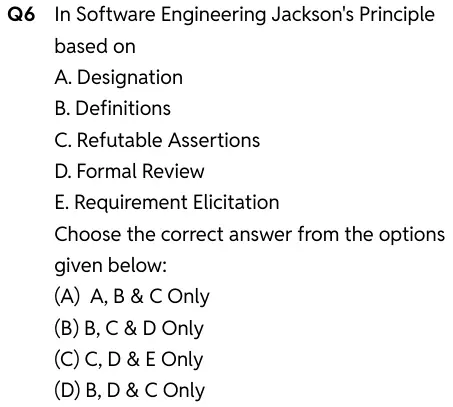 Q6 In Software Engineering Jackson's Principle
based on
A. Designation
B. Definitions
C. Refutable Assertions
D. Formal Review
E. Requirement Elicitation
Choose the correct answer from the options
given below:
(A) A, B & C Only
(B) B, C & D Only
(C) C, D & E Only
(D) B, D & C Only